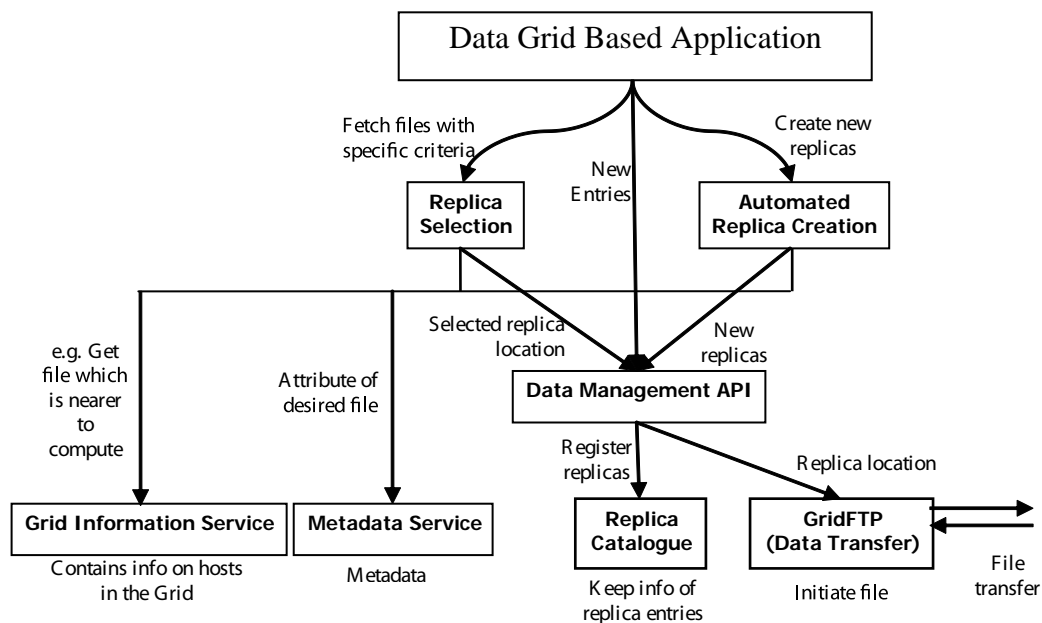 Data Grid Based Application
Fetch files with
specific criteria
New
Entries
Create new
replicas
Replica
Selection
Automated
Replica Creation
Selected replica
location
New
replicas
e.g. Get
file which
is nearer
to
compute
Attribute of
desired file
Data Management API
Register
replicas
Replica location
Grid Information Service
Metadata Service
Replica
Catalogue
GridFTP
(Data Transfer)
Contains info on hosts
in the Grid
Metadata
Keep info of
replica entries
Initiate file
File
transfer